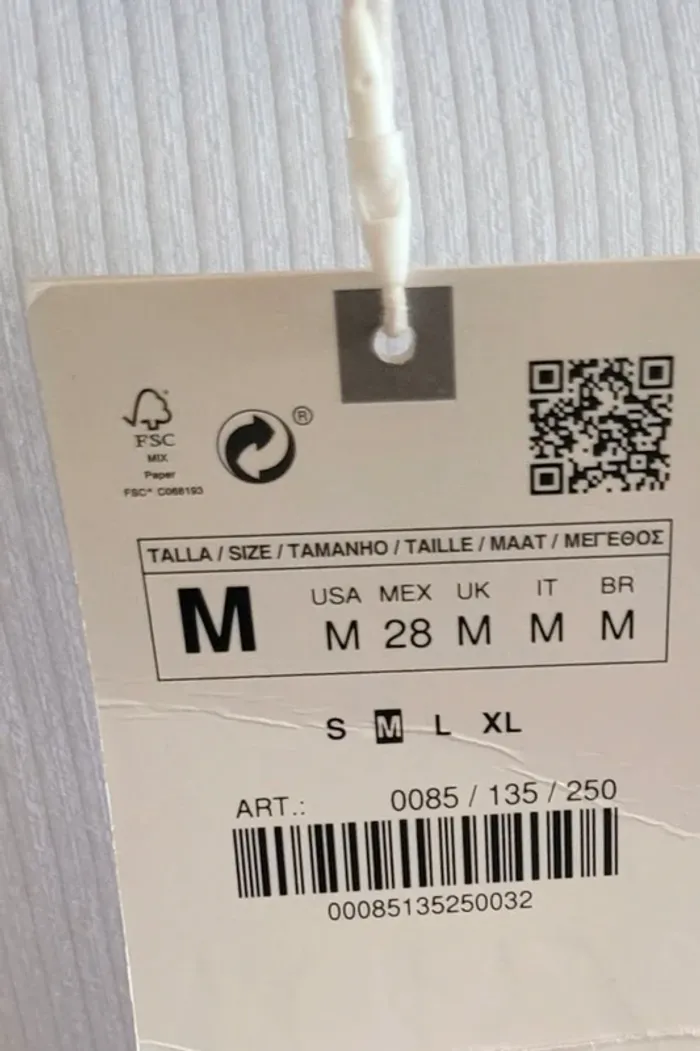 FSC
MIX
Paper
FSC® C068193
®
TALLA / SIZE / TAMANHO / TAILLE / MAAT / ΜΕΓΕΘΟΣ
M
USA MEX UK IT BR
M 28 M M M
S M L XL
ART.: 0085 / 135 / 250
00085135250032